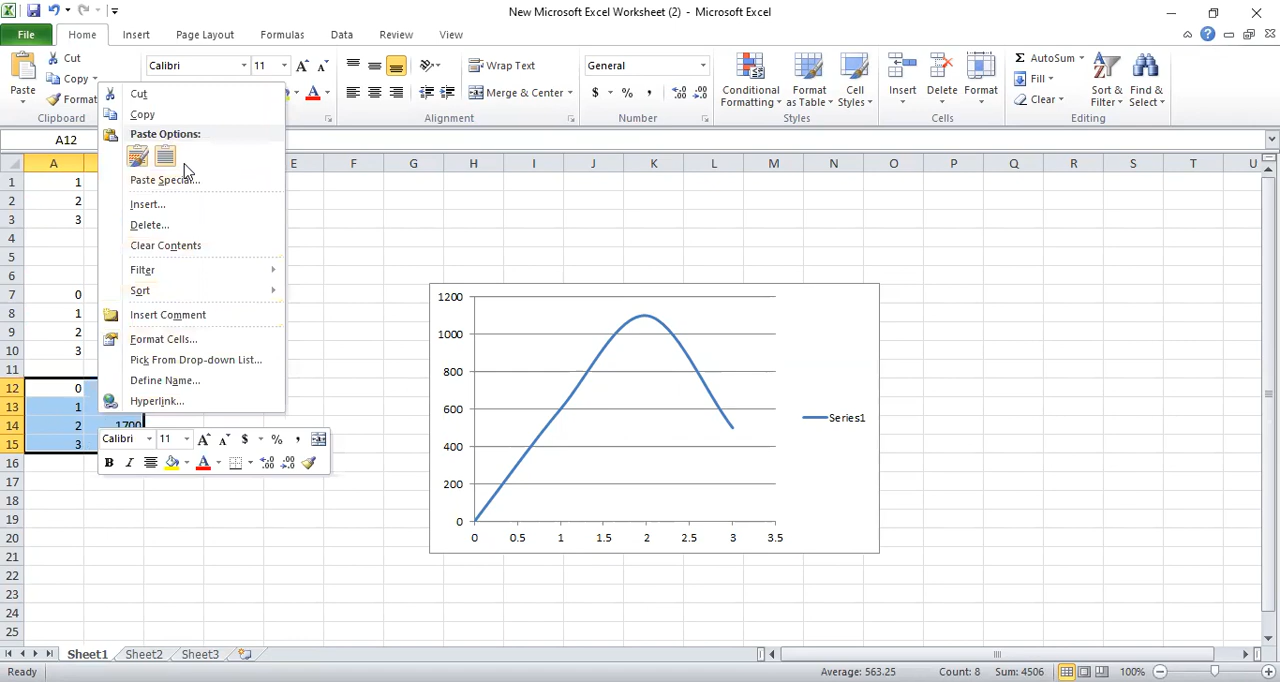 New Microsoft Excel Worksheet (2) - Microsoft Excel
File Home Insert Page Layout Formulas Data Review View
Cut
Copy
Format
Paste
Clipboard
Calibri 11
Wrap Text
Merge & Center
Alignment
General
$ % ,
Number
Conditional Formatting
Format as Table
Cell Styles
Styles
Insert
Delete
Format
Cells
AutoSum
Fill
Clear
Sort & Filter
Find & Select
Editing
A12
A E F G H I J K L M N O P Q R S T U
1 1
2 2
3 3
4
5
6
7 0
8 1
9 2
10 3
11
12 0
13 1
14 2 1700
15 3
16
17
18
19
20
21
22
23
24
25
Cut
Copy
Paste Options:
Paste Special...
Insert...
Delete...
Clear Contents
Filter
Sort
Insert Comment
Format Cells...
Pick From Drop-down List...
Define Name...
Hyperlink...
Calibri 11 A A $ % ,
B I A
1200
1000
800
600
400
200
0
0 0.5 1 1.5 2 2.5 3 3.5
Series1
Sheet1 Sheet2 Sheet3
Ready
Average: 563.25 Count: 8 Sum: 4506 100%